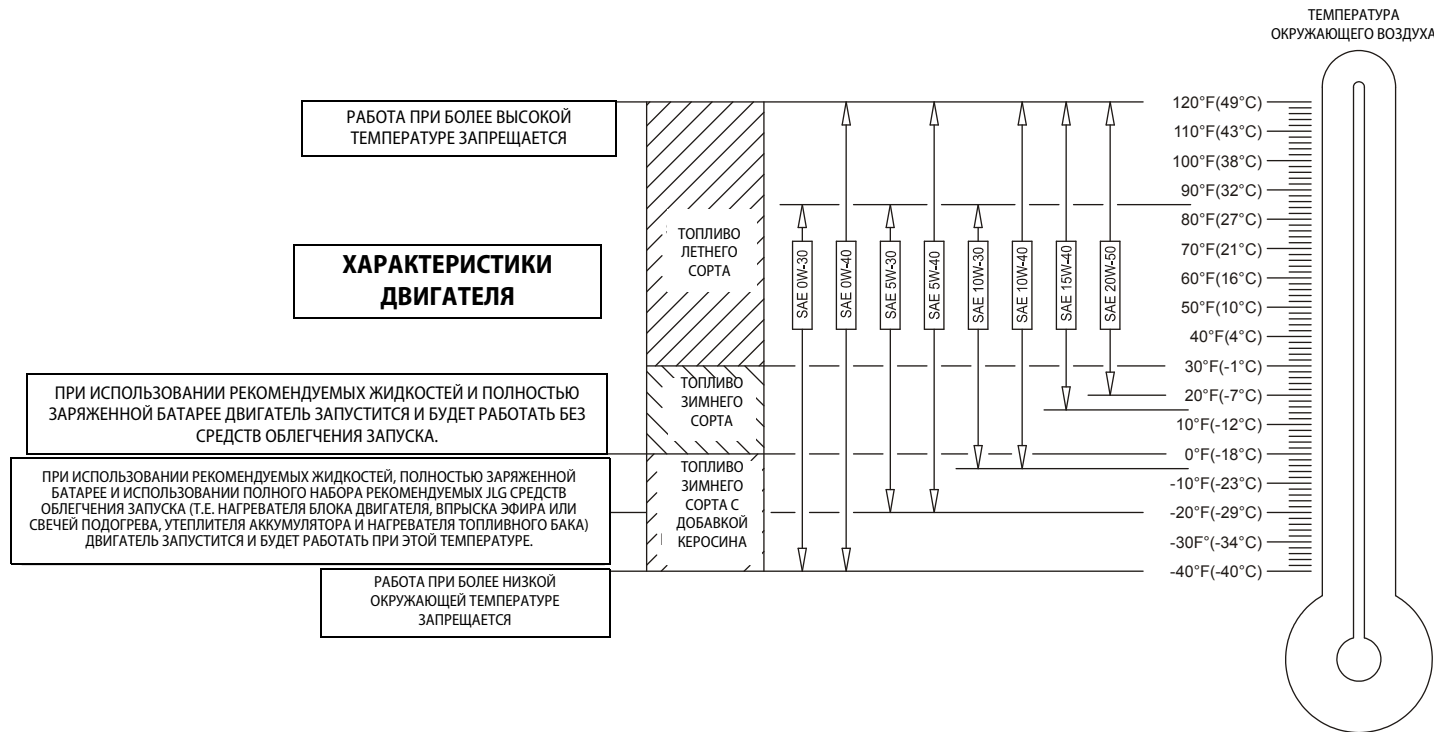 ТЕМПЕРАТУРА
ОКРУЖАЮЩЕГО ВОЗДУХА
РАБОТА ПРИ БОЛЕЕ ВЫСОКОЙ
ТЕМПЕРАТУРЕ ЗАПРЕЩАЕТСЯ
ХАРАКТЕРИСТИКИ
ДВИГАТЕЛЯ
ПРИ ИСПОЛЬЗОВАНИИ РЕКОМЕНДУЕМЫХ ЖИДКОСТЕЙ И ПОЛНОСТЬЮ
ЗАРЯЖЕННОЙ БАТАРЕЕ ДВИГАТЕЛЬ ЗАПУСТИТСЯ И БУДЕТ РАБОТАТЬ БЕЗ
СРЕДСТВ ОБЛЕГЧЕНИЯ ЗАПУСКА.
ПРИ ИСПОЛЬЗОВАНИИ РЕКОМЕНДУЕМЫХ ЖИДКОСТЕЙ, ПОЛНОСТЬЮ ЗАРЯЖЕННОЙ
БАТАРЕЕ И ИСПОЛЬЗОВАНИИ ПОЛНОГО НАБОРА РЕКОМЕНДУЕМЫХ JLG СРЕДСТВ
ОБЛЕГЧЕНИЯ ЗАПУСКА (Т.Е. НАГРЕВАТЕЛЯ БЛОКА ДВИГАТЕЛЯ, ВПРЫСКА ЭФИРА ИЛИ
СВЕЧЕЙ ПОДОГРЕВА, УТЕПЛИТЕЛЯ АККУМУЛЯТОРА И НАГРЕВАТЕЛЯ ТОПЛИВНОГО БАКА)
ДВИГАТЕЛЬ ЗАПУСТИТСЯ И БУДЕТ РАБОТАТЬ ПРИ ЭТОЙ ТЕМПЕРАТУРЕ.
РАБОТА ПРИ БОЛЕЕ НИЗКОЙ
ОКРУЖАЮЩЕЙ ТЕМПЕРАТУРЕ
ЗАПРЕЩАЕТСЯ
ТОПЛИВО
ЛЕТНЕГО
СОРТА
ТОПЛИВО
ЗИМНЕГО
СОРТА
ТОПЛИВО
ЗИМНЕГО
СОРТА С
ДОБАВКОЙ
КЕРОСИНА
SAE 0W-30
SAE 0W-40
SAE 5W-30
SAE 5W-40
SAE 10W-30
SAE 10W-40
SAE 15W-40
SAE 20W-50
120°F(49°C)
110°F(43°C)
100°F(38°C)
90°F(32°C)
80°F(27°C)
70°F(21°C)
60°F(16°C)
50°F(10°C)
40°F(4°C)
30°F(-1°C)
20°F(-7°C)
10°F(-12°C)
0°F(-18°C)
-10°F(-23°C)
-20°F(-29°C)
-30F°(-34°C)
-40°F(-40°C)